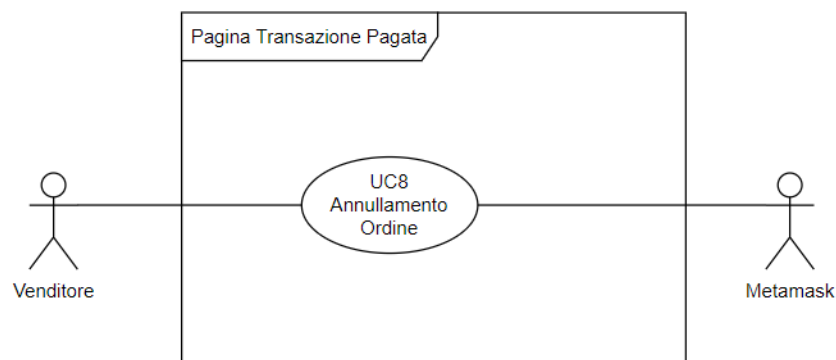 Pagina Transazione Pagata
UC8
Annullamento
Ordine
Venditore
Metamask